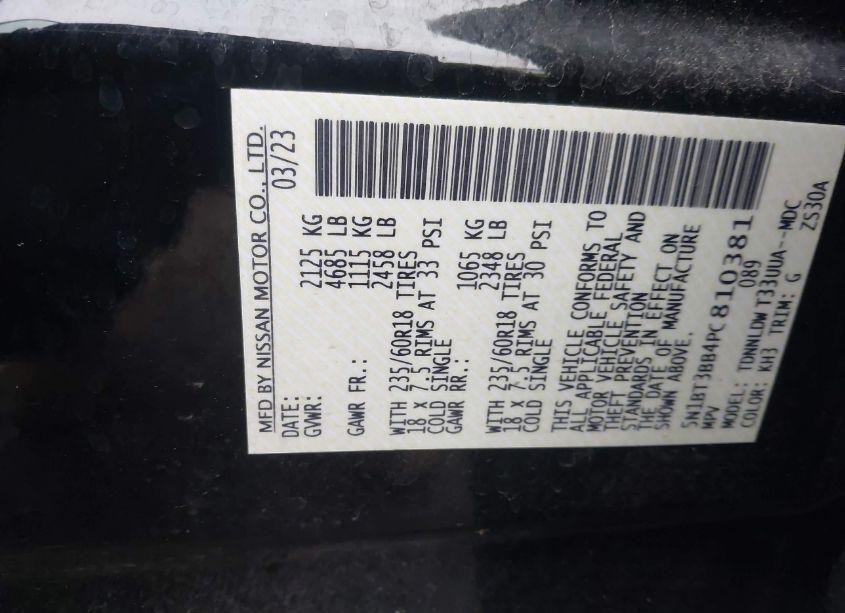 MFD BY NISSAN MOTOR CO., LTD.
DATE: 03/23
GVWR: 2125 KG
4685 LB
GAWR FR.: 1115 KG
2458 LB
WITH 235/60R18 TIRES
18 X 7.5 RIMS AT 33 PSI
COLD SINGLE
GAWR RR.: 1065 KG
2348 LB
WITH 235/60R18 TIRES
18 X 7.5 RIMS AT 30 PSI
COLD SINGLE
THIS VEHICLE CONFORMS TO
ALL APPLICABLE FEDERAL
MOTOR VEHICLE SAFETY AND
THEFT PREVENTION
STANDARDS IN EFFECT ON
THE DATE OF MANUFACTURE
SHOWN ABOVE.
5N1BT3BB4PC810381
MPV 089
MODEL: TDNNLDWT33UUA--MDC
COLOR: KH3 TRIM: G ZS30A